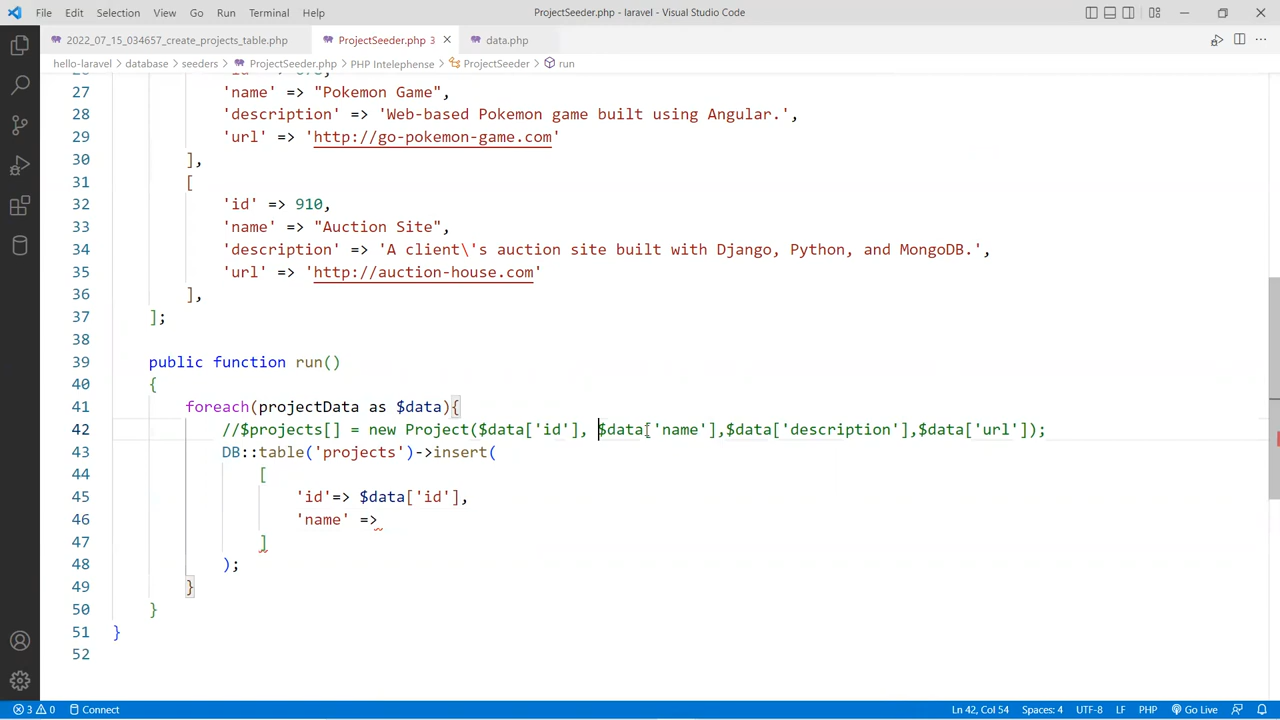 File Edit Selection View Go Run Terminal Help ProjectSeeder.php - laravel - Visual Studio Code
2022_07_15_034657_create_projects_table.php ProjectSeeder.php 3 data.php
hello-laravel > database > seeders > ProjectSeeder.php > PHP Intelephense > ProjectSeeder > run
27 'name' => "Pokemon Game",
28 'description' => 'Web-based Pokemon game built using Angular.',
29 'url' => 'http://go-pokemon-game.com'
30 ],
31 [
32 'id' => 910,
33 'name' => "Auction Site",
34 'description' => 'A client\'s auction site built with Django, Python, and MongoDB.',
35 'url' => 'http://auction-house.com'
36 ],
37 ];
38
39 public function run()
40 {
41 foreach(projectData as $data){
42 //$projects[] = new Project($data['id'], $data['name'],$data['description'],$data['url']);
43 DB::table('projects')->insert(
44 [
45 'id'=> $data['id'],
46 'name' =>
47 ]
48 );
49 }
50 }
51 }
52
3 0 Connect Ln 42, Col 54 Spaces: 4 UTF-8 LF PHP Go Live